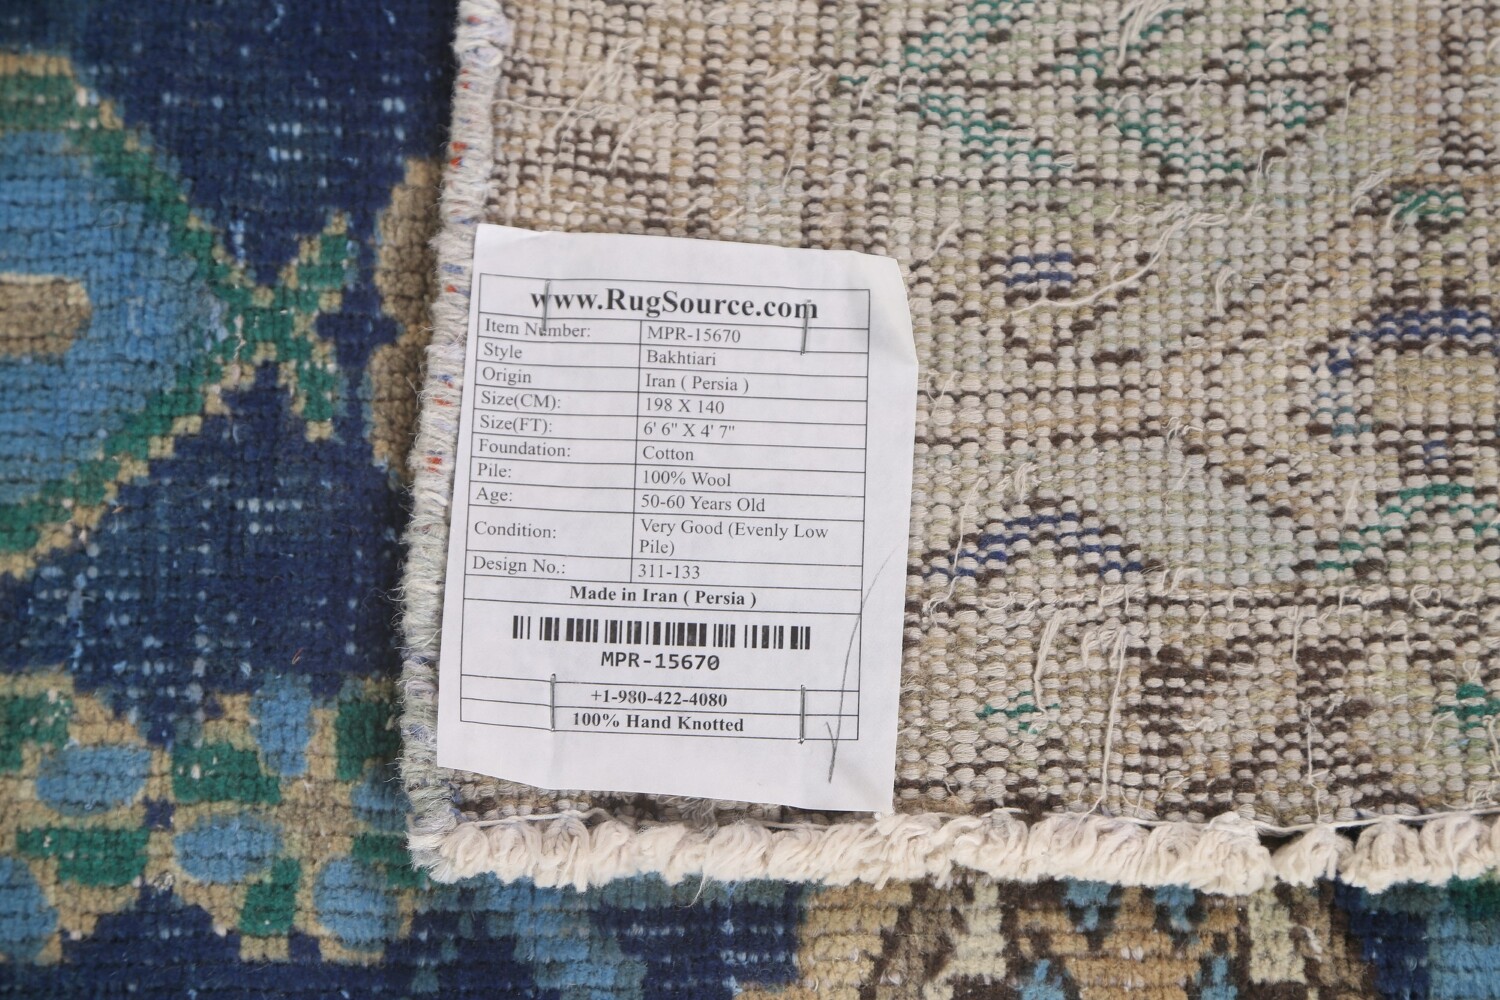 www.RugSource.com
Item Number: MPR-15670
Style Bakhtiari
Origin Iran ( Persia )
Size(CM): 198 X 140
Size(FT): 6' 6" X 4' 7"
Foundation: Cotton
Pile: 100% Wool
Age: 50-60 Years Old
Condition: Very Good (Evenly Low
Pile)
Design No.: 311-133
Made in Iran ( Persia )
MPR-15670
+1-980-422-4080
100% Hand Knotted